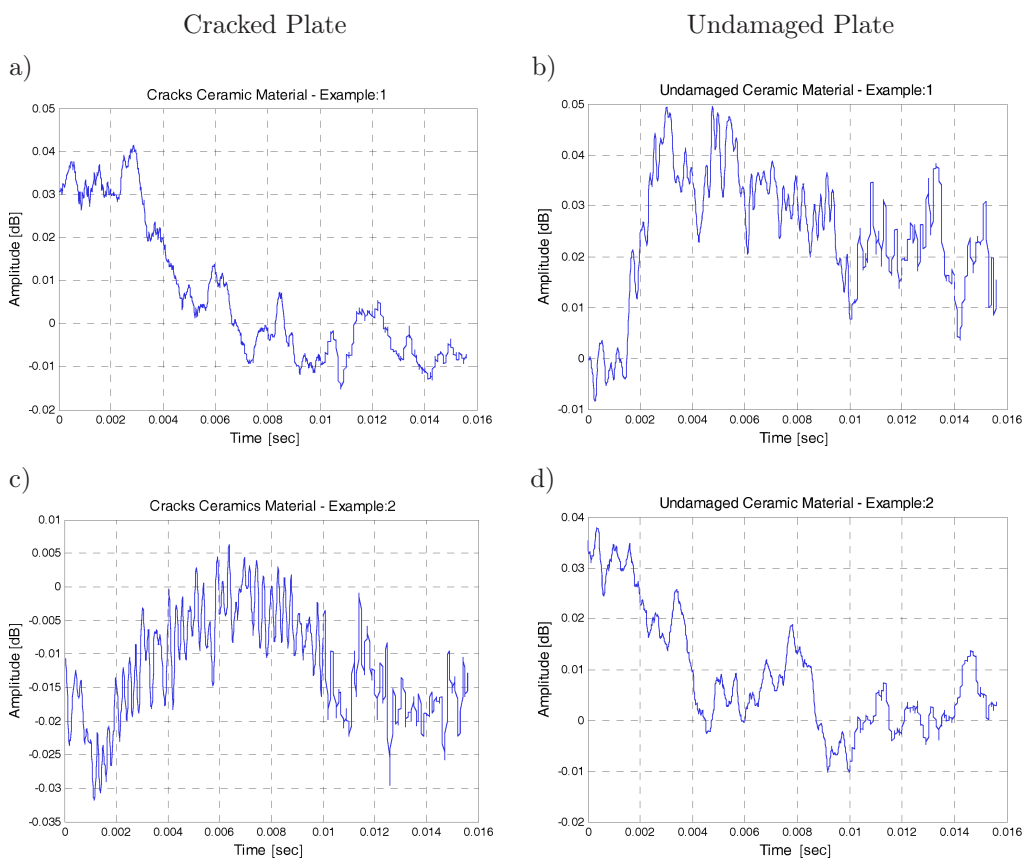 Cracked Plate
Undamaged Plate
a)
Cracks Ceramic Material - Example:1
Amplitude [dB]
0.05
0.04
0.03
0.02
0.01
0
-0.01
-0.02
0 0.002 0.004 0.006 0.008 0.01 0.012 0.014 0.016
Time [sec]
b)
Undamaged Ceramic Material - Example:1
Amplitude [dB]
0.05
0.04
0.03
0.02
0.01
0
-0.01
0 0.002 0.004 0.006 0.008 0.01 0.012 0.014 0.016
Time [sec]
c)
Cracks Ceramics Material - Example:2
Amplitude [dB]
0.01
0.005
0
-0.005
-0.01
-0.015
-0.02
-0.025
-0.03
-0.035
0 0.002 0.004 0.006 0.008 0.01 0.012 0.014 0.016
Time [sec]
d)
Undamaged Ceramic Material - Example:2
Amplitude [dB]
0.04
0.03
0.02
0.01
0
-0.01
-0.02
0 0.002 0.004 0.006 0.008 0.01 0.012 0.014 0.016
Time [sec]